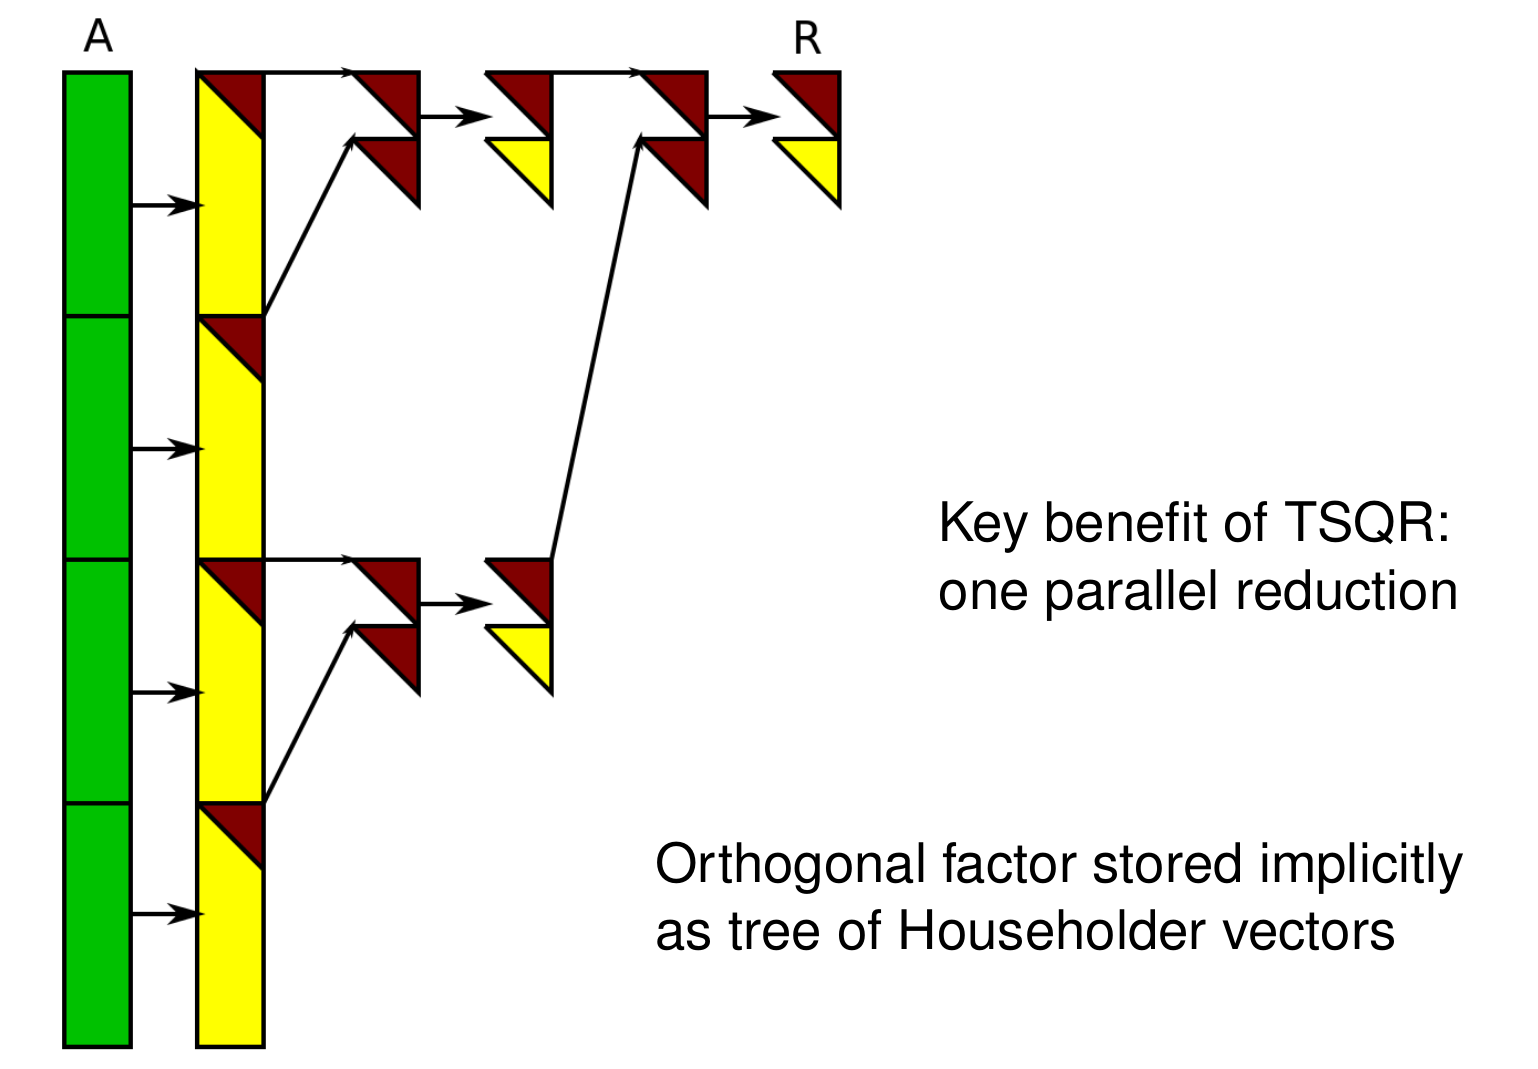 A
R
Key benefit of TSQR:
one parallel reduction
Orthogonal factor stored implicitly
as tree of Householder vectors